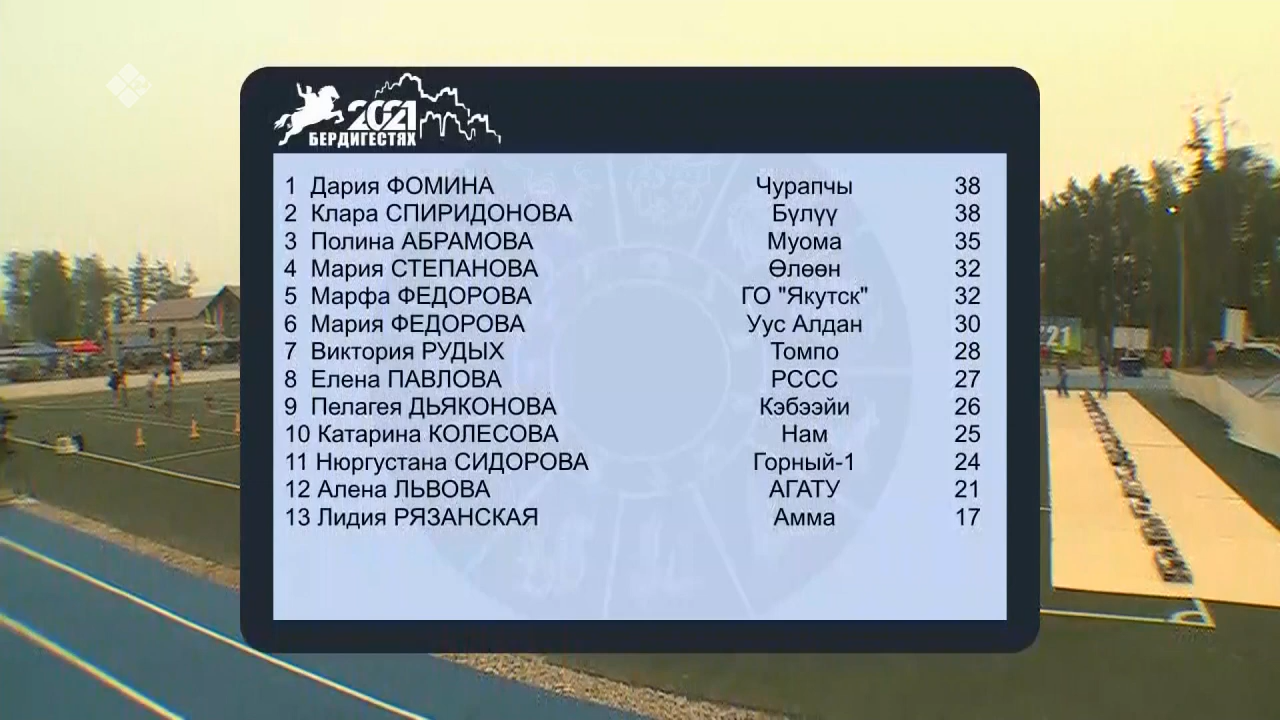 2021
БЕРДИГЕСТЯХ
1 Дария ФОМИНА Чурапчы 38
2 Клара СПИРИДОНОВА Бүлүү 38
3 Полина АБРАМОВА Муома 35
4 Мария СТЕПАНОВА Өлөөн 32
5 Марфа ФЕДОРОВА ГО "Якутск" 32
6 Мария ФЕДОРОВА Уус Алдан 30
7 Виктория РУДЫХ Томпо 28
8 Елена ПАВЛОВА РССС 27
9 Пелагея ДЬЯКОНОВА Кэбээйи 26
10 Катарина КОЛЕСОВА Нам 25
11 Нюргустана СИДОРОВА Горный-1 24
12 Алена ЛЬВОВА АГАТУ 21
13 Лидия РЯЗАНСКАЯ Амма 17